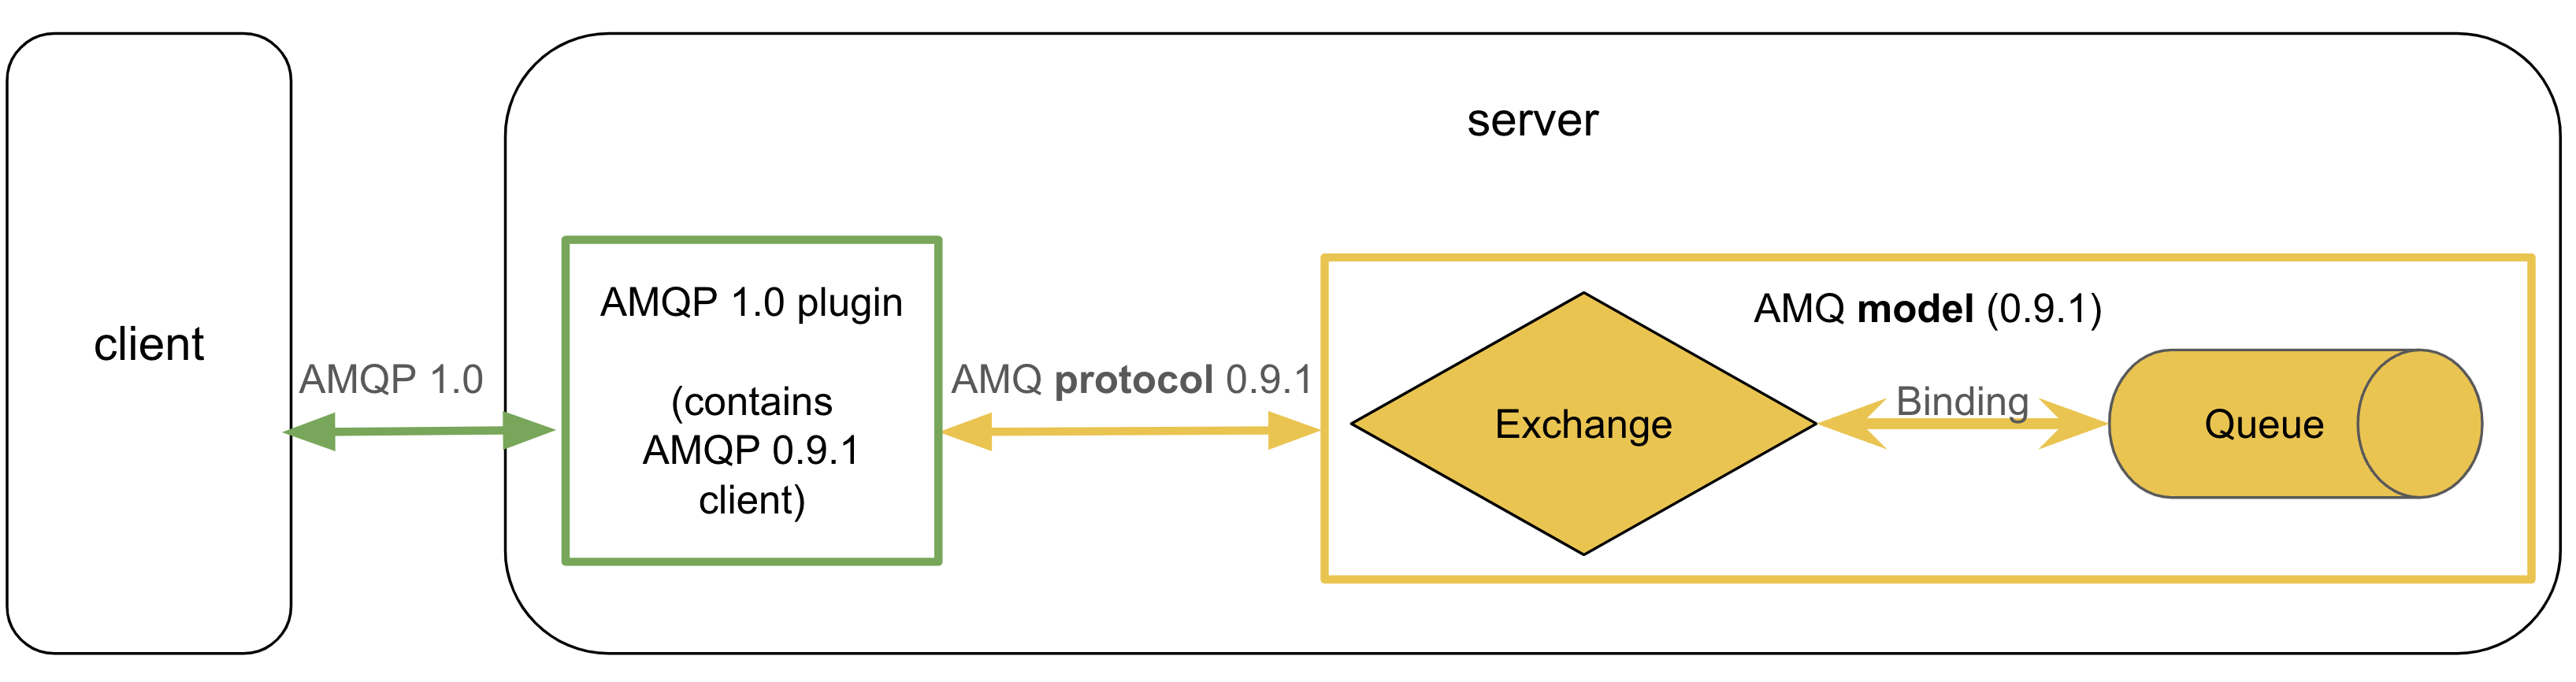 server
client
AMQP 1.0
AMQP 1.0 plugin
(contains
AMQP 0.9.1
client)
AMQ protocol 0.9.1
AMQ model (0.9.1)
Exchange
Binding
Queue